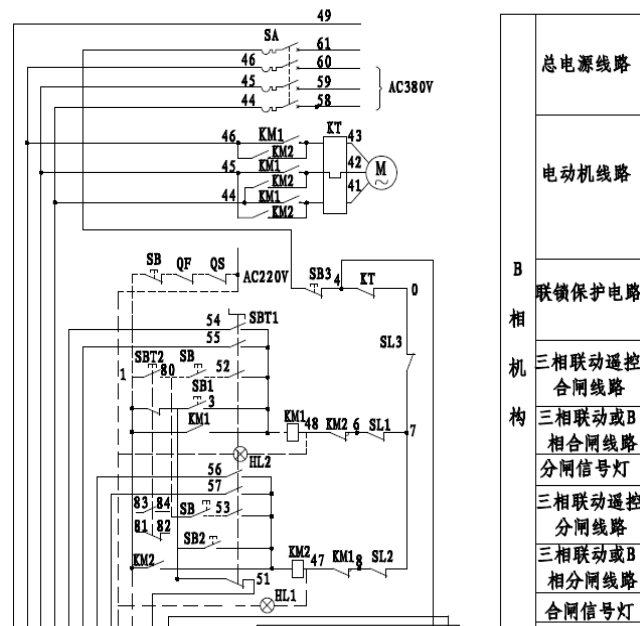 49
SA
61
46
60
45
59
AC380V
44
58
46
KM1
KT
43
KM2
45
KM1
42
M
KM2
44
KM1
41
KM2
SB
QF
QS
AC220V
SB3
4
KT
0
54
SBT1
55
SL3
SBT2
SB
1
80
52
SB1
3
KM1
KM1
48
KM2
6
SL1
7
HL2
56
57
83
84
SB
53
81
82
SB2
KM2
KM2
47
KM1
8
SL2
51
HL1
B
相
机
构
总电源线路
电动机线路
联锁保护电路
三相联动遥控
合闸线路
三相联动或B
相合闸线路
分闸信号灯
三相联动遥控
分闸线路
三相联动或B
相分闸线路
合闸信号灯